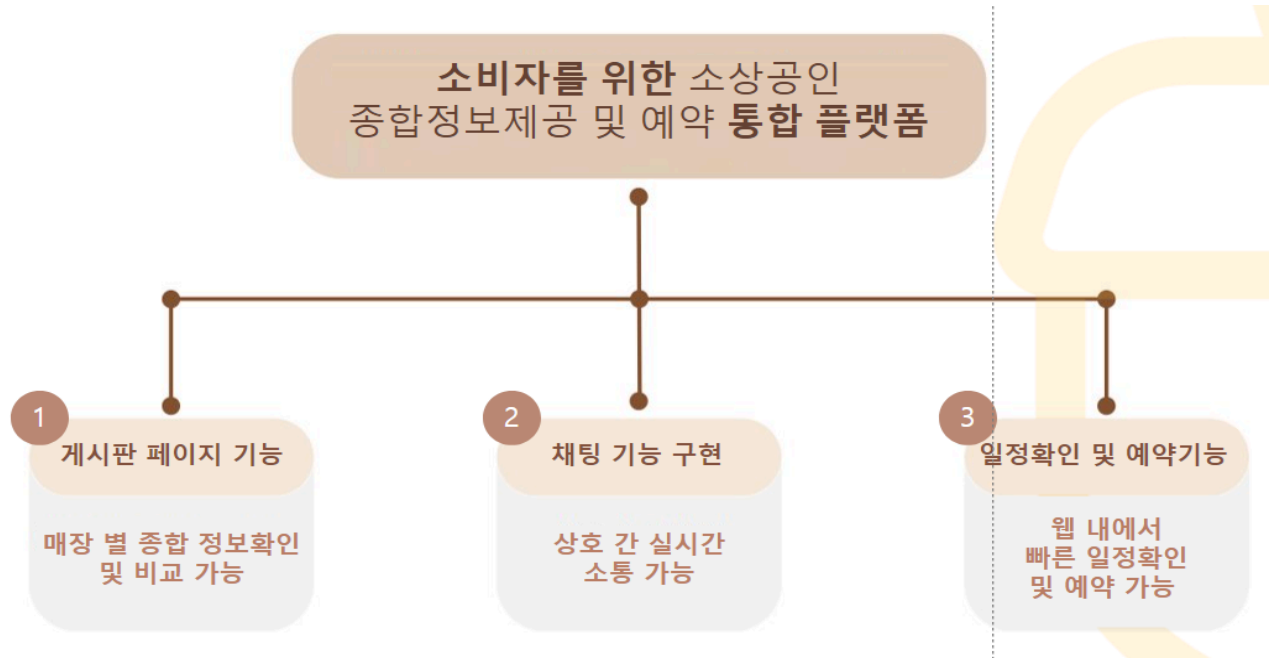 소비자를 위한 소상공인
종합정보제공 및 예약 통합 플랫폼
1
게시판 페이지 기능
매장 별 종합 정보확인
및 비교 가능
2
채팅 기능 구현
상호 간 실시간
소통 가능
3
일정확인 및 예약기능
웹 내에서
빠른 일정확인
및 예약 가능